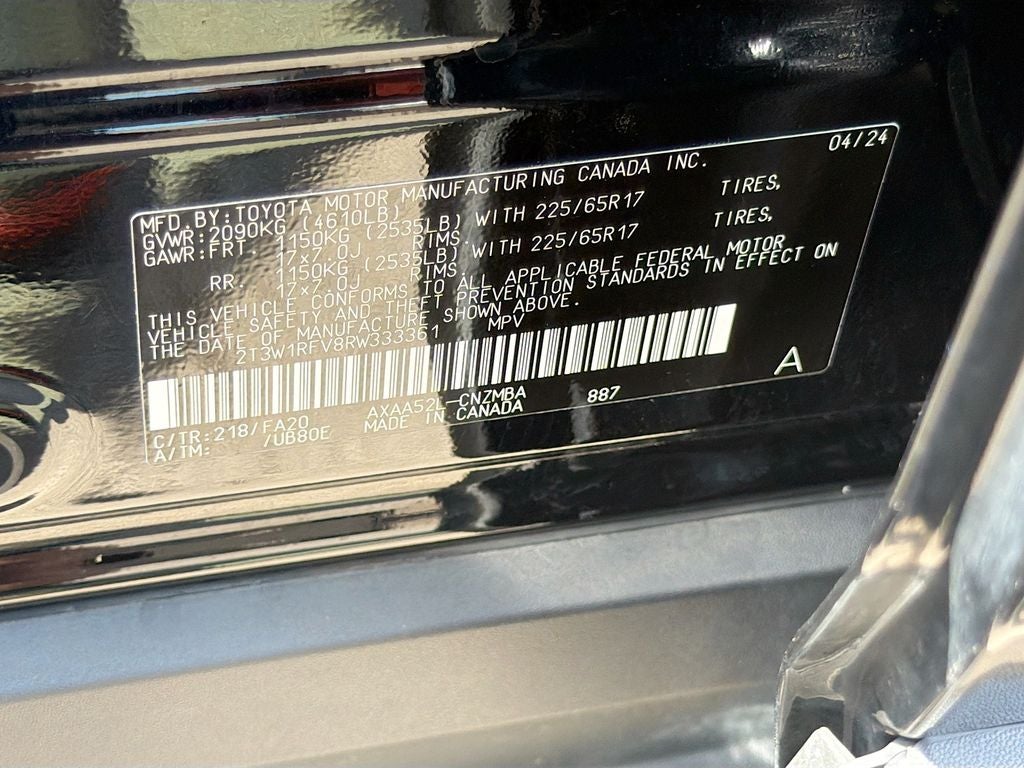 MFD. BY: TOYOTA MOTOR MANUFACTURING CANADA INC. 04/24
GVWR: 2090KG (4610LB)
GAWR: FRT. 1150KG (2535LB) WITH 225/65R17 TIRES,
17x7.0J RIMS.
RR. 1150KG (2535LB) WITH 225/65R17 TIRES,
17x7.0J RIMS.
THIS VEHICLE CONFORMS TO ALL APPLICABLE FEDERAL MOTOR
VEHICLE SAFETY AND THEFT PREVENTION STANDARDS IN EFFECT ON
THE DATE OF MANUFACTURE SHOWN ABOVE.
2T3W1RFV8RW333361 MPV
A
C/TR: 218/FA20 AXAA52L-CNZMBA 887
A/TM: /UB80E MADE IN CANADA